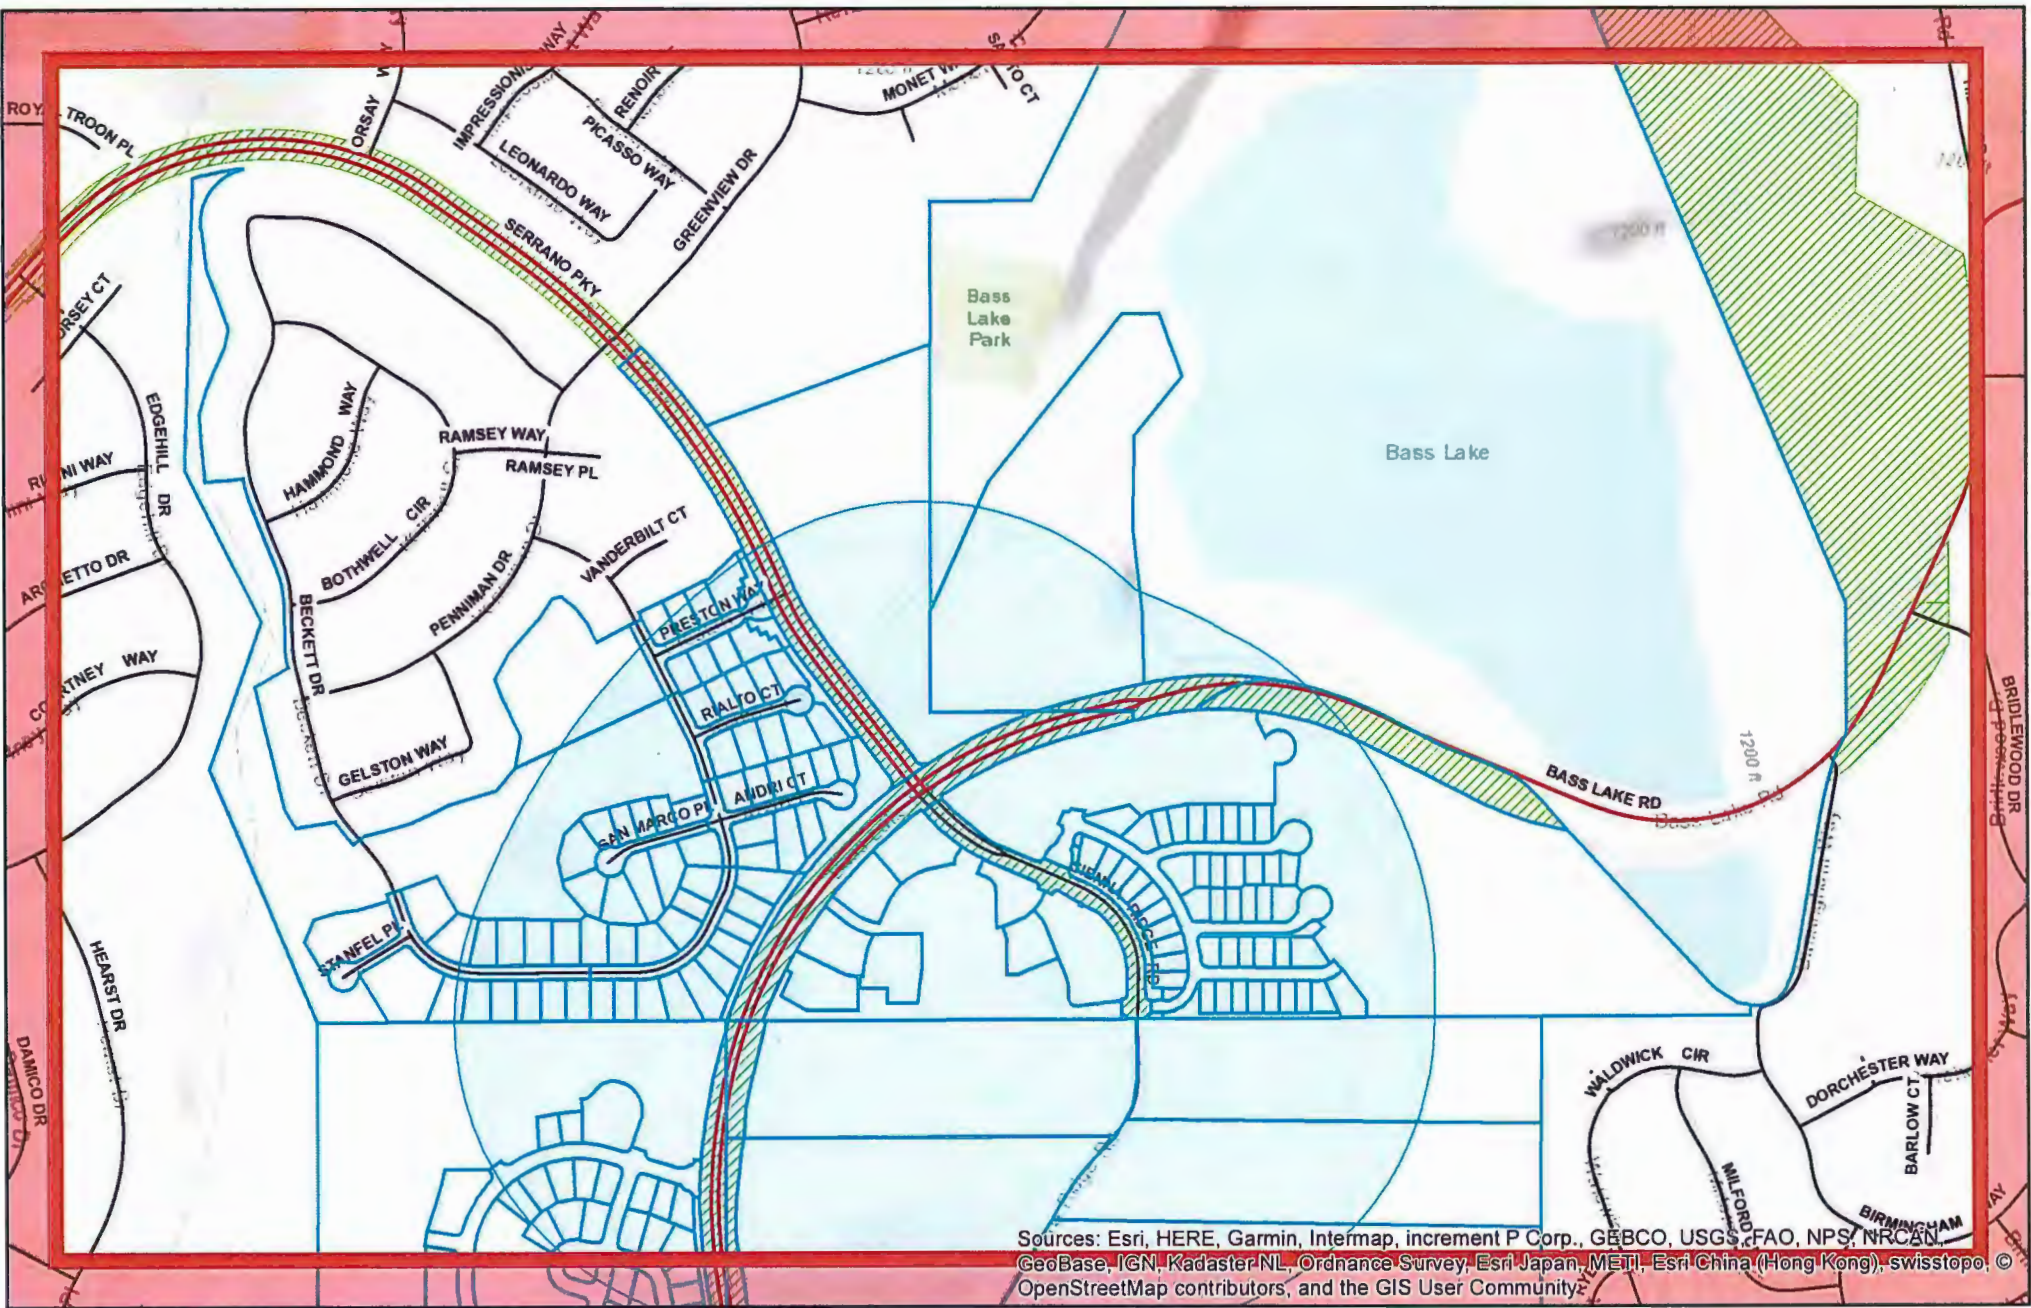 ORSAY
WAY
IMPRESSIONIS
WAY
RENOIR
MONET
CT
ROY
TROON PL
PICASSO WAY
LEONARDO WAY
GREENVIEW DR
SERRANO PKY
1200 ft
Bass
Lake
Park
EDGEHILL DR
HAMMOND WAY
RAMSEY WAY
RAMSEY PL
Bass Lake
BOTHWELL CIR
VANDERBILT CT
PENNIMAN DR
BECKETT DR
PRESTON WAY
WAY
RIALTO CT
GELSTON WAY
ANDRI CT
SAN MARCO PL
BASS LAKE RD
Bass Lake Rd
1200 ft
BRIDLEWOOD DR
STANFEL PL
HEARST DR
DAMICO DR
WALDWICK CIR
DORCHESTER WAY
BARLOW CT
MILFORD
BIRMINGHAM
Sources: Esri, HERE, Garmin, Intermap, increment P Corp., GEBCO, USGS, FAO, NPS, NRCAN,
GeoBase, IGN, Kadaster NL, Ordnance Survey, Esri Japan, METI, Esri China (Hong Kong), swisstopo, ©
OpenStreetMap contributors, and the GIS User Community